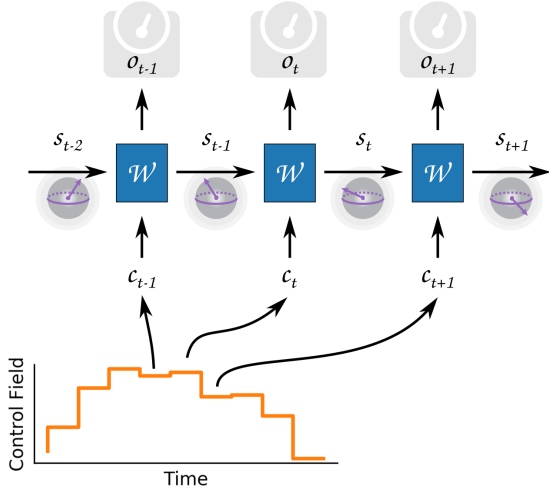 o_{t-1} o_t o_{t+1}
s_{t-2} s_{t-1} s_t s_{t+1}
𝒲 𝒲 𝒲
c_{t-1} c_t c_{t+1}
Control Field
Time